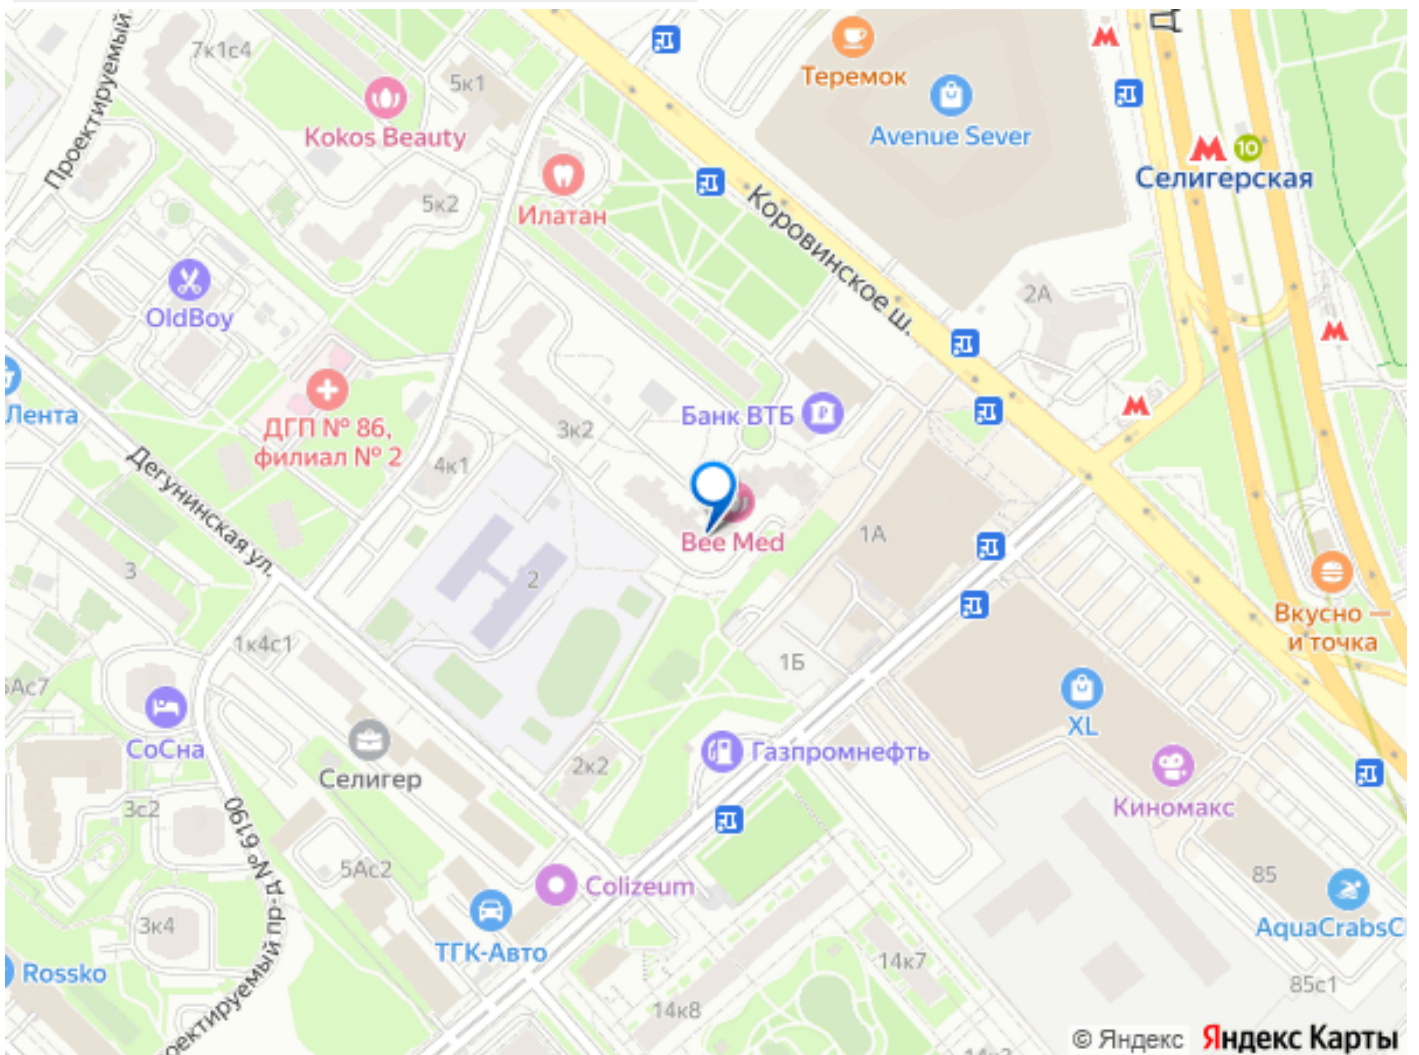 Проектируемый
7к1с4
5к1
Kokos Beauty
Теремок
Avenue Sever
Д
10
Селигерская
5к2
Илатан
Коровинское ш.
OldBoy
2А
Лента
ДГП № 86,
филиал № 2
3к2
Банк ВТБ
4к1
Дегунинская ул.
Bee Med
1А
3
2
Вкусно —
и точка
1к4с1
1Б
5Ас7
СоСна
Селигер
2к2
Газпромнефть
XL
Киномакс
3с2
Проектируемый пр-д № 6190
5Ас2
Colizeum
85
3к4
ТГК-Авто
AquaCrabsC
Rossko
14к7
85с1
14к8
14к2
© Яндекс Яндекс Карты